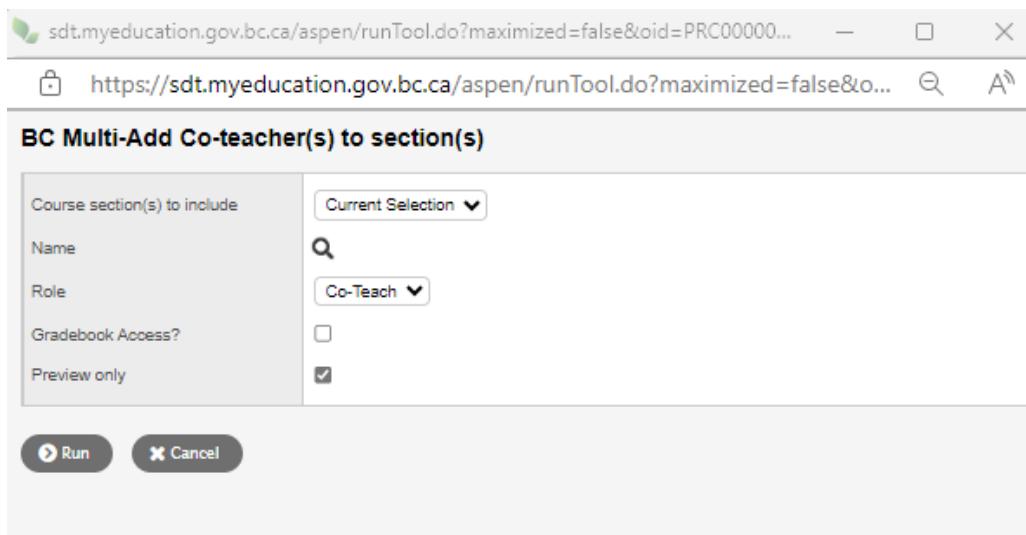 sdt.myeducation.gov.bc.ca/aspen/runTool.do?maximized=false&oid=PRC00000...
https://sdt.myeducation.gov.bc.ca/aspen/runTool.do?maximized=false&o...
BC Multi-Add Co-teacher(s) to section(s)
Course section(s) to include Current Selection
Name
Role Co-Teach
Gradebook Access?
Preview only
Run Cancel